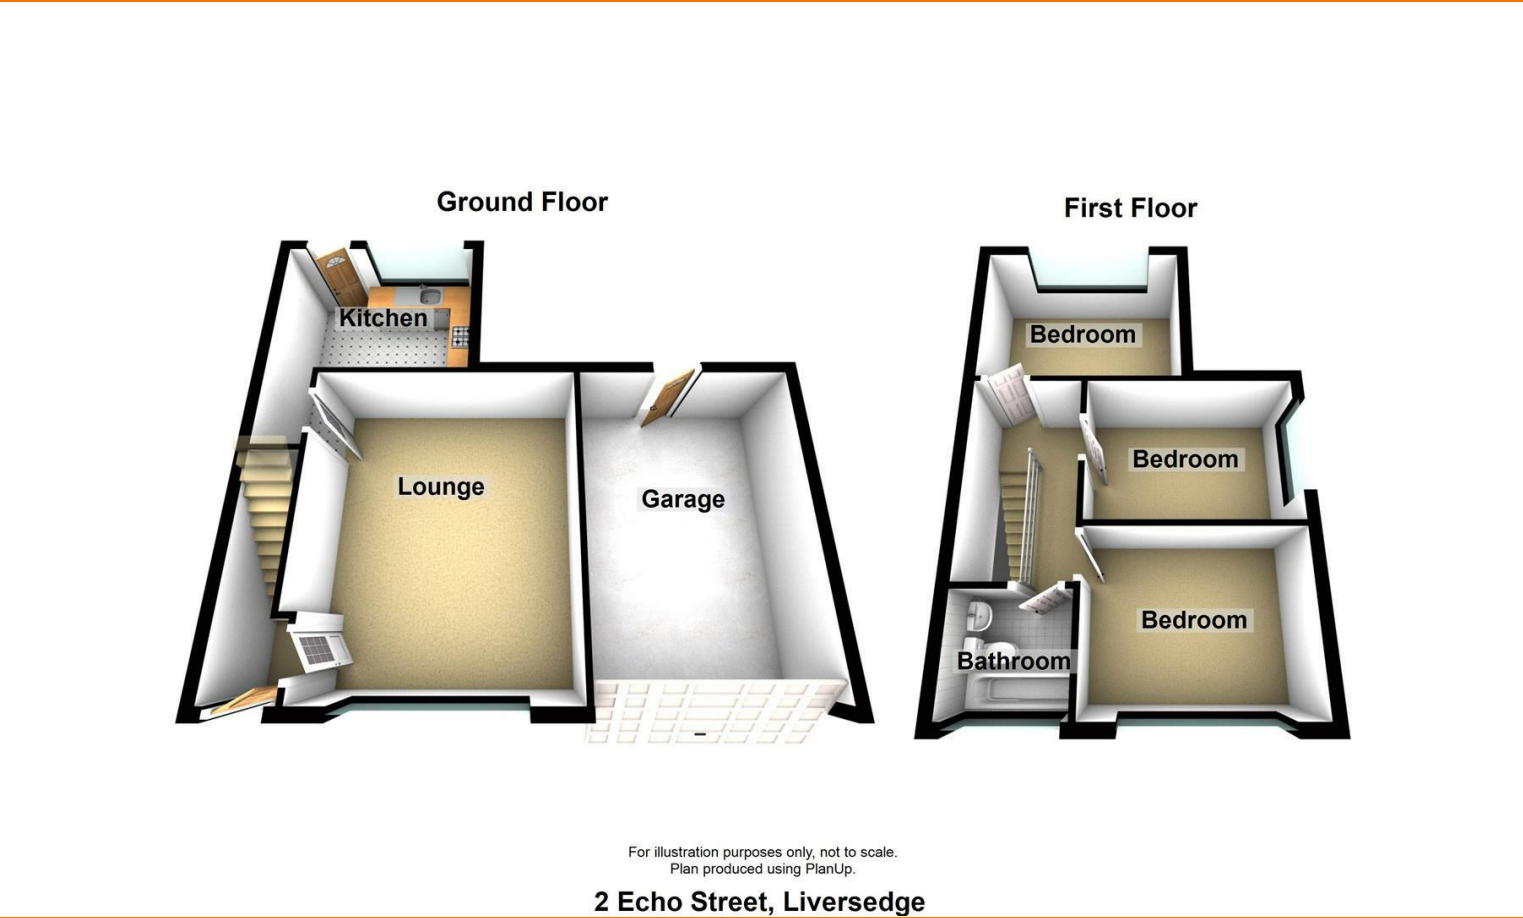 Ground Floor
First Floor
Kitchen
Bedroom
Lounge
Garage
Bedroom
Bedroom
Bathroom
For illustration purposes only, not to scale.
Plan produced using PlanUp.
2 Echo Street, Liversedge